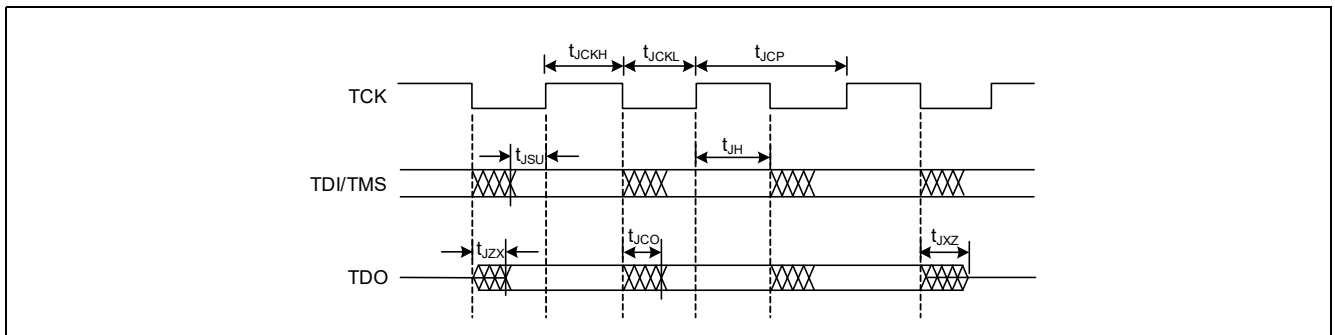 tJCKH tJCKL tJCP
TCK
tJSU tJH
TDI/TMS
tJZX tJCO tJXZ
TDO